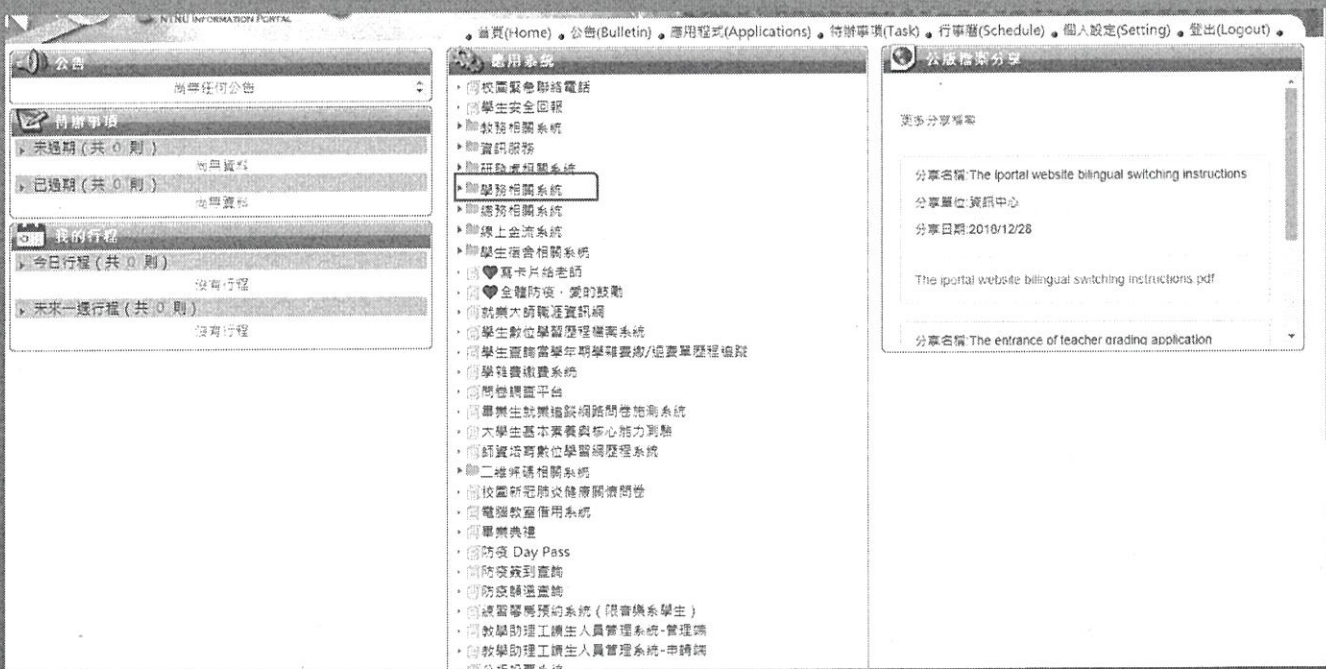 NTNU INFORMATION PORTAL
首頁(Home) 公告(Bulletin) 應用程式(Applications) 待辦事項(Task) 行事曆(Schedule) 個人設定(Setting) 登出(Logout)
公告
尚無任何公告
待辦事項
未過期 ( 共 0 則 )
尚無資料
已過期 ( 共 0 則 )
尚無資料
我的行程
今日行程 ( 共 0 則 )
沒有行程
未來一週行程 ( 共 0 則 )
沒有行程
應用系統
校園緊急聯絡電話
學生安全回報
教務相關系統
資訊服務
研發處相關系統
學務相關系統
總務相關系統
線上金流系統
學生宿舍相關系統
寫卡片給老師
全體防疫‧愛的鼓勵
就業大師職涯資訊網
學生數位學習歷程檔案系統
學生查詢當學年期學雜費繳/退費單歷程追蹤
學雜費繳費系統
問卷調查平台
畢業生就業追蹤網路問卷施測系統
大學生基本素養與核心能力測驗
師資培育數位學習網歷程系統
二維條碼相關系統
校園新冠肺炎健康關懷問卷
電腦教室借用系統
畢業典禮
防疫 Day Pass
防疫簽到查詢
防疫額溫查詢
練習琴房預約系統 ( 限音樂系學生 )
教學助理工讀生人員管理系統-管理端
教學助理工讀生人員管理系統-申請端
公版檔案分享
更多分享檔案
分享名稱:The iportal website bilingual switching instructions
分享單位:資訊中心
分享日期:2018/12/28
The iportal website bilingual switching instructions.pdf
分享名稱:The entrance of teacher grading application